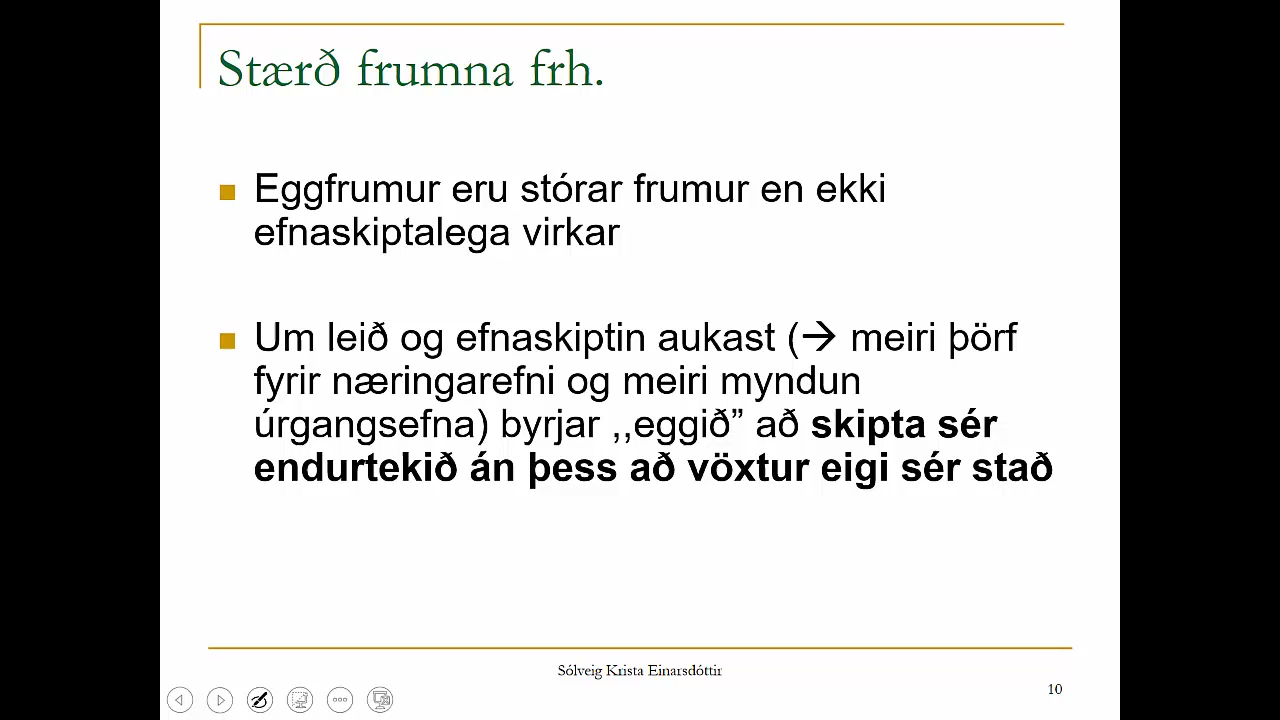 Stærð frumna frh.
Eggfrumur eru stórar frumur en ekki
efnaskiptalega virkar
Um leið og efnaskiptin aukast (→ meiri þörf
fyrir næringarefni og meiri myndun
úrgangsefna) byrjar ,,eggið” að skipta sér
endurtekið án þess að vöxtur eigi sér stað
Sólveig Krista Einarsdóttir
10